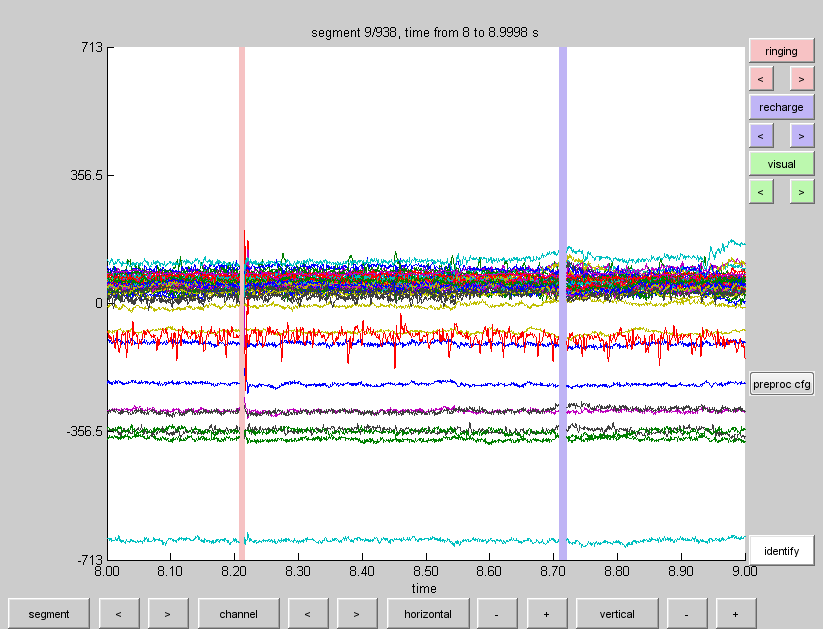 segment 9/938, time from 8 to 8.9998 s
713
356.5
0
-356.5
-713
8.00 8.10 8.20 8.30 8.40 8.50 8.60 8.70 8.80 8.90 9.00
time
ringing
< >
recharge
< >
visual
< >
preproc cfg
identify
segment < > channel < > horizontal - + vertical - +